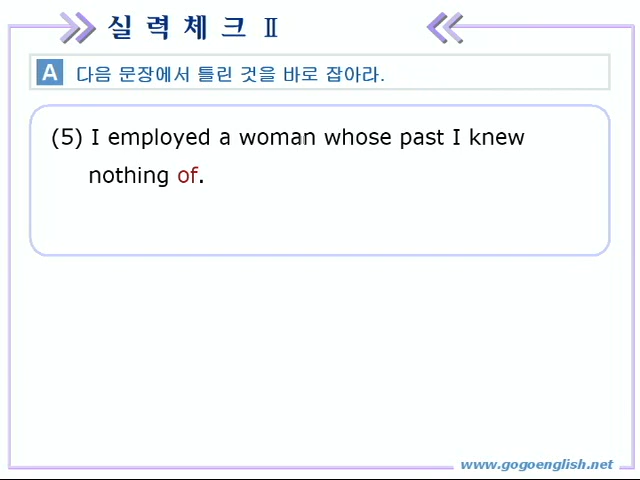 실 력 체 크 Ⅱ
A 다음 문장에서 틀린 것을 바로 잡아라.
(5) I employed a woman whose past I knew
nothing of.
www.gogoenglish.net